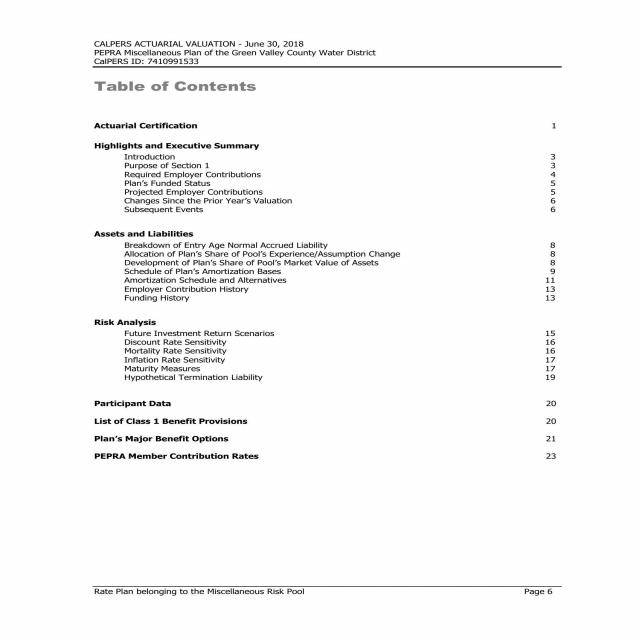 CALPERS ACTUARIAL VALUATION - June 30, 2018
PEPRA Miscellaneous Plan of the Green Valley County Water District
CalPERS ID: 7410991533
Table of Contents
Actuarial Certification 1
Highlights and Executive Summary
Introduction 3
Purpose of Section 1 3
Required Employer Contributions 4
Plan's Funded Status 5
Projected Employer Contributions 5
Changes Since the Prior Year's Valuation 6
Subsequent Events 6
Assets and Liabilities
Breakdown of Entry Age Normal Accrued Liability 8
Allocation of Plan's Share of Pool's Experience/Assumption Change 8
Development of Plan's Share of Pool's Market Value of Assets 8
Schedule of Plan's Amortization Bases 9
Amortization Schedule and Alternatives 11
Employer Contribution History 13
Funding History 13
Risk Analysis
Future Investment Return Scenarios 15
Discount Rate Sensitivity 16
Mortality Rate Sensitivity 16
Inflation Rate Sensitivity 17
Maturity Measures 17
Hypothetical Termination Liability 19
Participant Data 20
List of Class 1 Benefit Provisions 20
Plan's Major Benefit Options 21
PEPRA Member Contribution Rates 23
Rate Plan belonging to the Miscellaneous Risk Pool Page 6